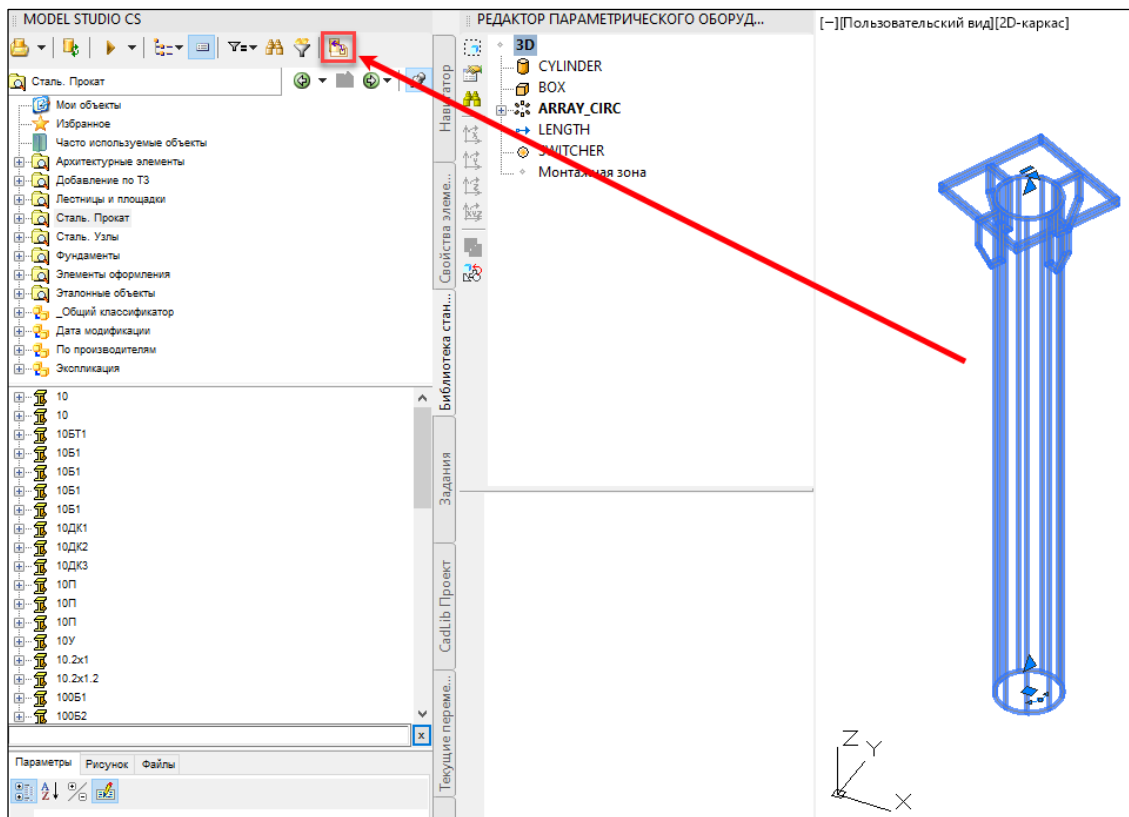 MODEL STUDIO CS
Сталь. Прокат
Мои объекты
Избранное
Часто используемые объекты
Архитектурные элементы
Добавление по ТЗ
Лестницы и площадки
Сталь. Прокат
Сталь. Узлы
Фундаменты
Элементы оформления
Эталонные объекты
_Общий классификатор
Дата модификации
По производителям
Экспликация
10
10
10БТ1
10Б1
10Б1
10Б1
10Б1
10ДК1
10ДК2
10ДК3
10П
10П
10П
10У
10.2х1
10.2х1.2
100Б1
100Б2
x
Параметры Рисунок Файлы
Навигатор
Свойства элеме...
Библиотека стан...
Задания
CadLib Проект
Текущие переме...
РЕДАКТОР ПАРАМЕТРИЧЕСКОГО ОБОРУД...
3D
CYLINDER
BOX
ARRAY_CIRC
LENGTH
SWITCHER
Монтажная зона
[−][Пользовательский вид][2D-каркас]
Z
Y
X